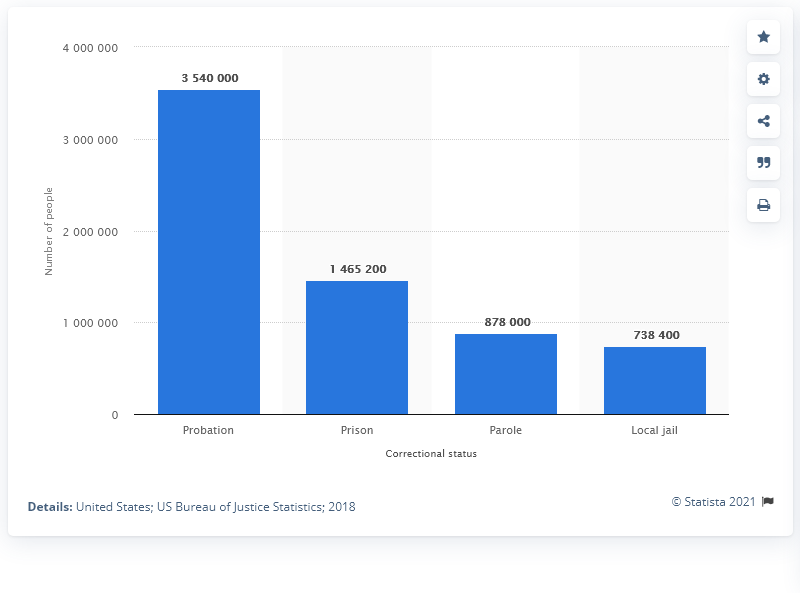 4 000 000
3 540 000
3 000 000
2 000 000
1 465 200
1 000 000
878 000
738 400
0
Number of people
Probation
Prison
Parole
Local jail
Correctional status
Details: United States; US Bureau of Justice Statistics; 2018
© Statista 2021